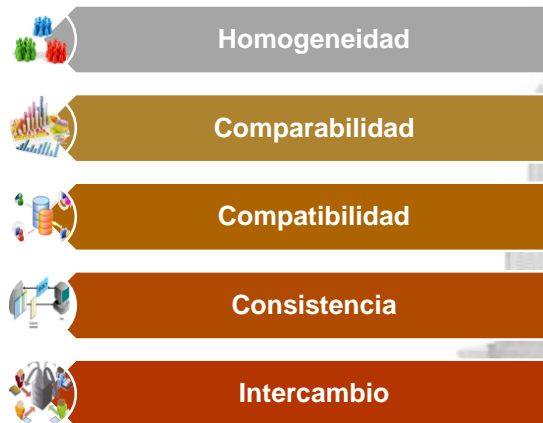 Homogeneidad
Comparabilidad
Compatibilidad
Consistencia
Intercambio